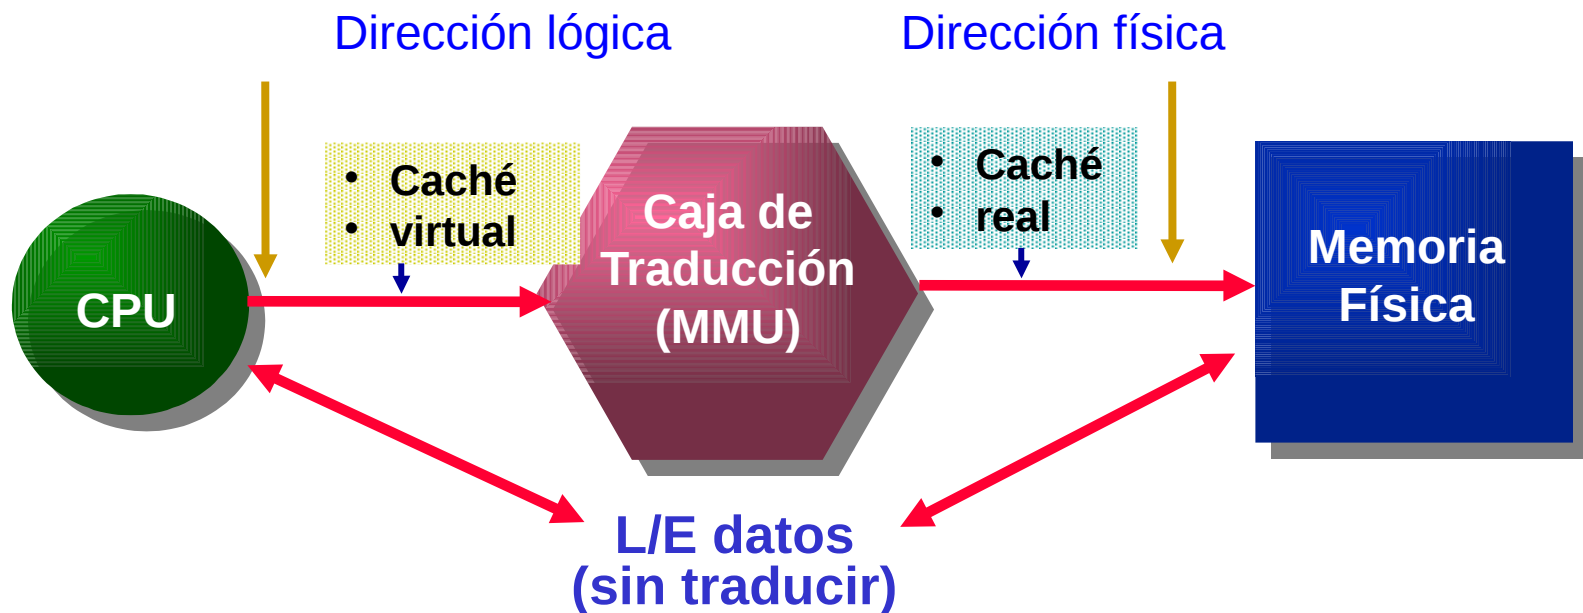 Dirección lógica
Dirección física
• Caché
• virtual
• Caché
• real
CPU
Caja de
Traducción
(MMU)
Memoria
Física
L/E datos
(sin traducir)